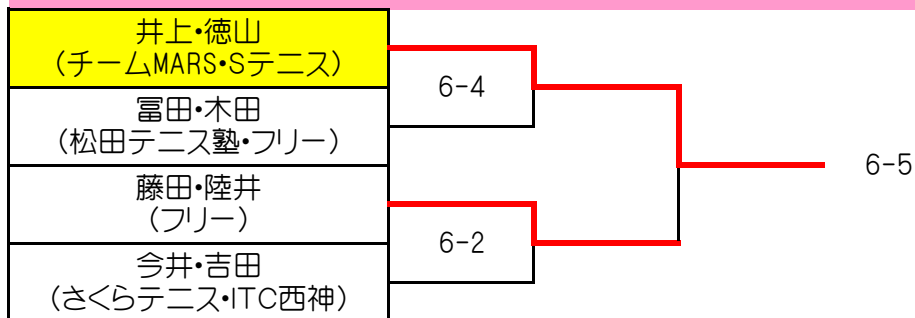 井上・徳山
(チームMARS・Sテニス)
6-4
冨田・木田
(松田テニス塾・フリー)
6-5
藤田・陸井
(フリー)
6-2
今井・吉田
(さくらテニス・ITC西神)